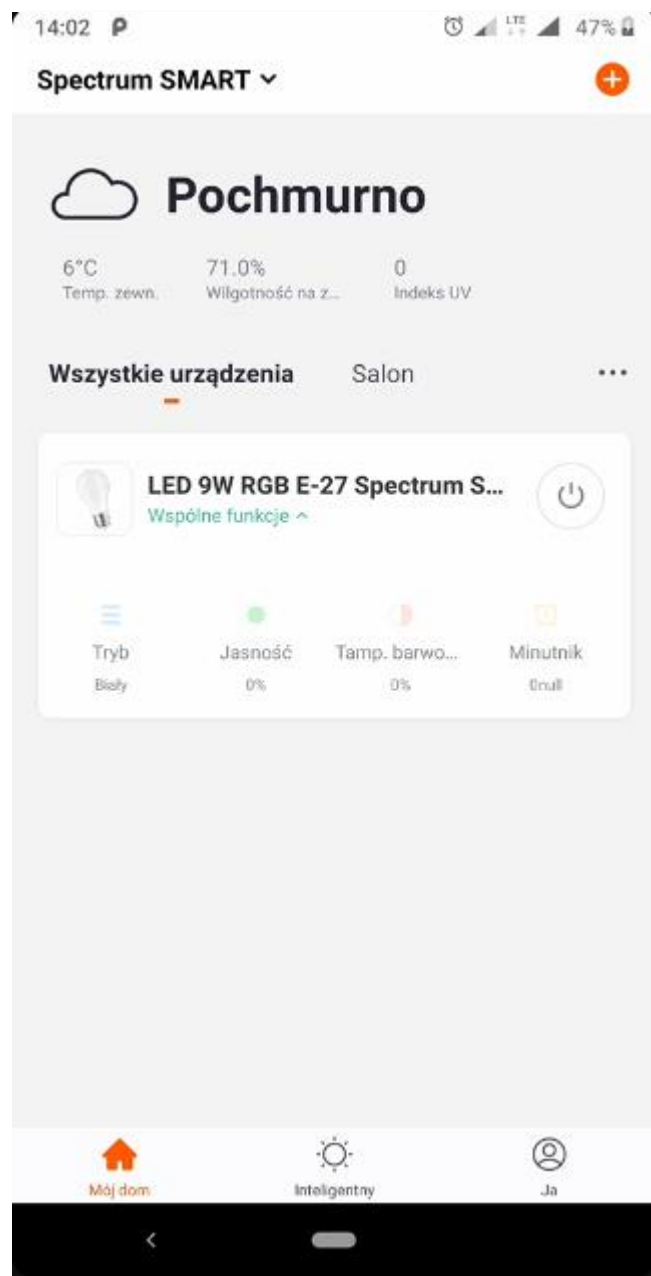 14:02 P LTE 47%
Spectrum SMART
Pochmurno
6°C 71.0% 0
Temp. zewn. Wilgotność na z... Indeks UV
Wszystkie urządzenia Salon
LED 9W RGB E-27 Spectrum S...
Wspólne funkcje
Tryb Jasność Tamp. barwo... Minutnik
Biały 0% 0% 0null
Mój dom Inteligentny Ja